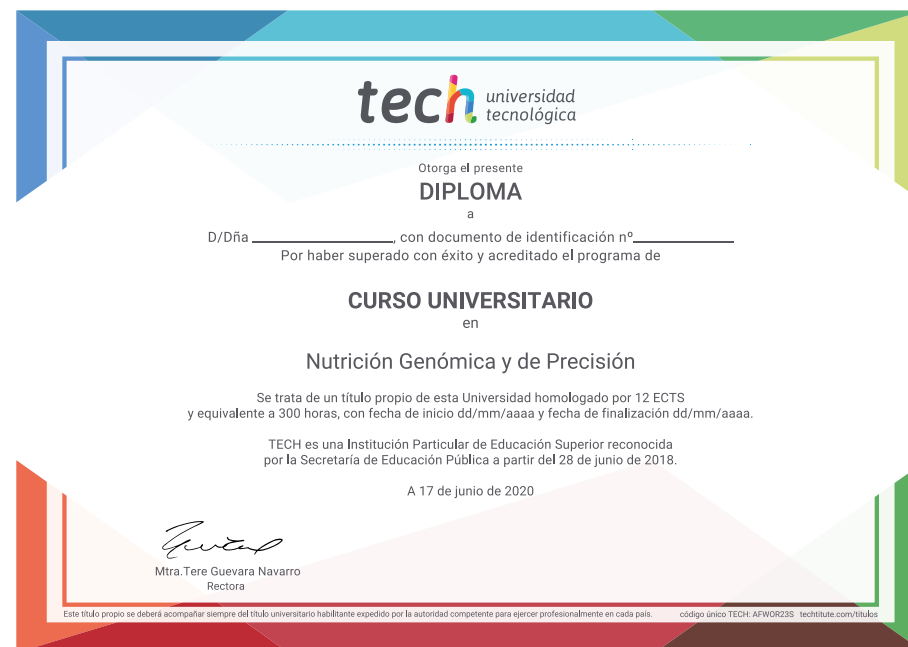 tech universidad
tecnológica
Otorga el presente
DIPLOMA
a
D/Dña ____________, con documento de identificación nº____________
Por haber superado con éxito y acreditado el programa de
CURSO UNIVERSITARIO
en
Nutrición Genómica y de Precisión
Se trata de un título propio de esta Universidad homologado por 12 ECTS
y equivalente a 300 horas, con fecha de inicio dd/mm/aaaa y fecha de finalización dd/mm/aaaa.
TECH es una Institución Particular de Educación Superior reconocida
por la Secretaría de Educación Pública a partir del 28 de junio de 2018.
A 17 de junio de 2020
Mtra.Tere Guevara Navarro
Rectora
Este título propio se deberá acompañar siempre del título universitario habilitante expedido por la autoridad competente para ejercer profesionalmente en cada país. código único TECH: AFWOR23S techtitute.com/titulos